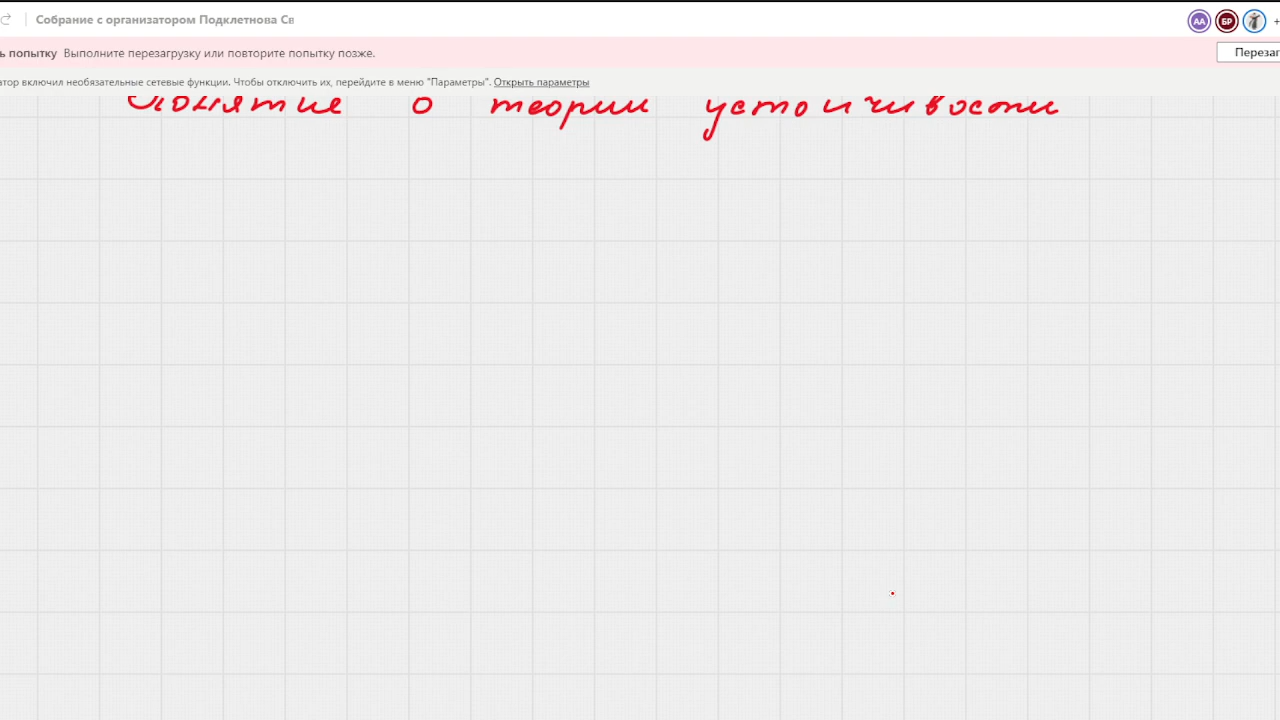 Собрание с организатором Подклетнова Св
АА БР +
ь попытку Выполните перезагрузку или повторите попытку позже. Перезаг
атор включил необязательные сетевые функции. Чтобы отключить их, перейдите в меню "Параметры". Открыть параметры
Понятие о теории устойчивости